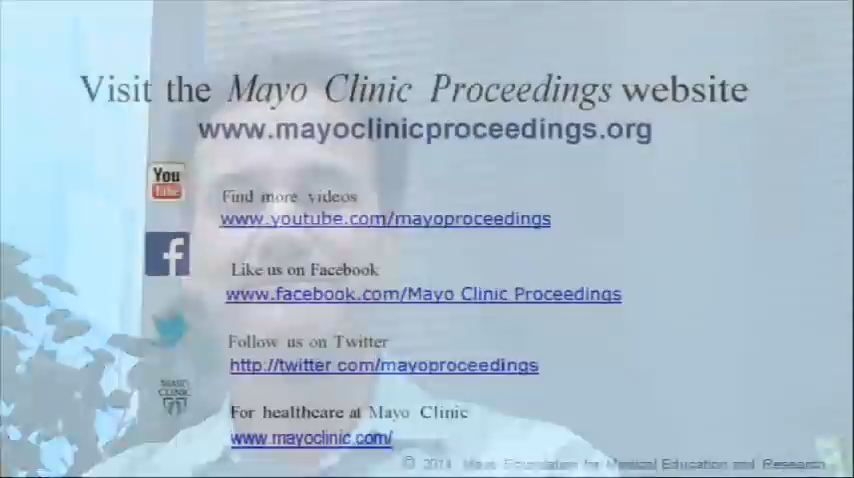 Visit the Mayo Clinic Proceedings website
www.mayoclinicproceedings.org
You
Tube
Find more videos
www.youtube.com/mayoproceedings
Like us on Facebook
www.facebook.com/Mayo Clinic Proceedings
Follow us on Twitter
http://twitter.com/mayoproceedings
MAYO
CLINIC
For healthcare at Mayo Clinic
www.mayoclinic.com/
© 2014 Mayo Foundation for Medical Education and Research